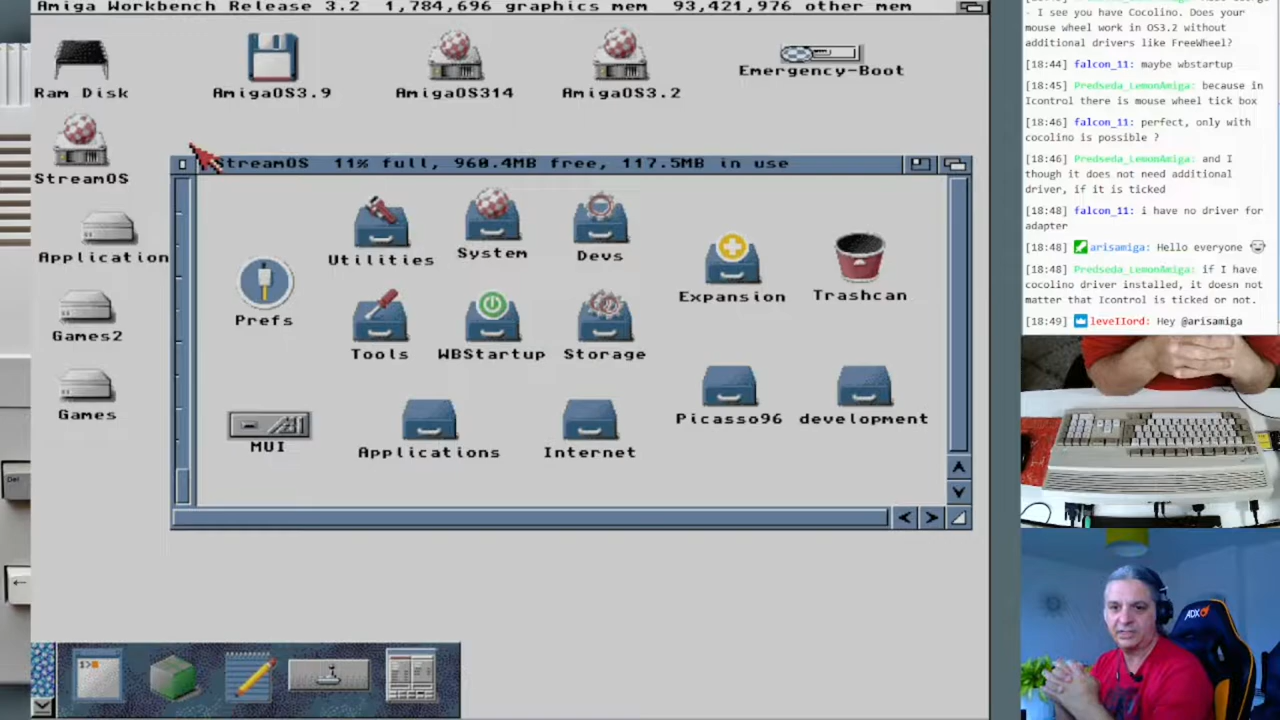 Amiga Workbench Release 3.2  1,784,696 graphics mem  93,421,976 other mem
Ram Disk
AmigaOS3.9
AmigaOS314
AmigaOS3.2
Emergency-Boot
StreamOS
Application
Games2
Games
StreamOS  11% full, 960.4MB free, 117.5MB in use
Utilities
System
Devs
Expansion
Trashcan
Prefs
Tools
WBStartup
Storage
Picasso96
development
MUI
Applications
Internet
1>
- I see you have Cocolino. Does your
mouse wheel work in OS3.2 without
additional drivers like FreeWheel?
[18:44] falcon_11: maybe wbstartup
[18:45] Predseda_LemonAmiga: because in
Icontrol there is mouse wheel tick box
[18:46] falcon_11: perfect, only with
cocolino is possible ?
[18:46] Predseda_LemonAmiga: and I
though it does not need additional
driver, if it is ticked
[18:48] falcon_11: i have no driver for
adapter
[18:48] arisamiga: Hello everyone
[18:48] Predseda_LemonAmiga: if I have
cocolino driver installed, it doesn not
matter that Icontrol is ticked or not.
[18:49] levelIord: Hey @arisamiga
Del
ADX